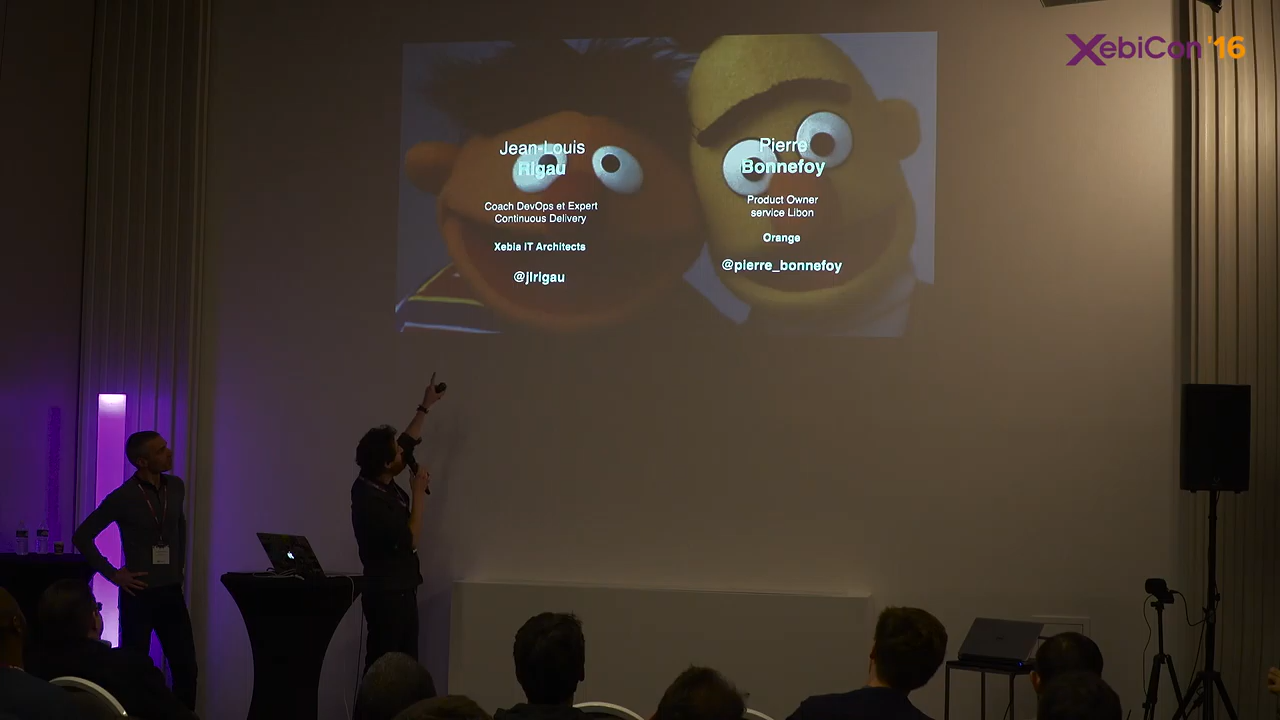 XebiCon '16
Jean-Louis
Rigau
Coach DevOps et Expert
Continuous Delivery
Xebia IT Architects
@jlrigau
Pierre
Bonnefoy
Product Owner
service Libon
Orange
@pierre_bonnefoy